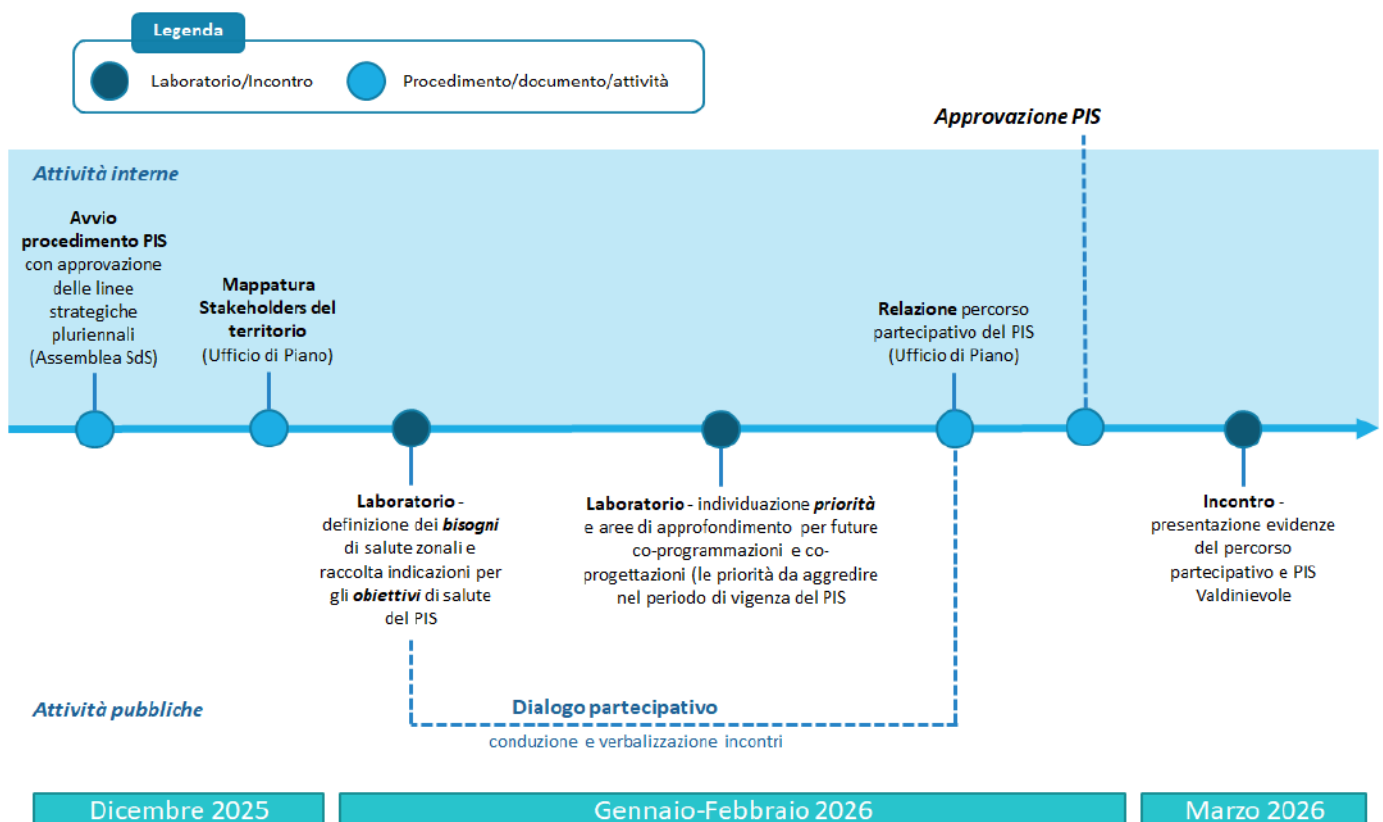 Legenda
Laboratorio/Incontro
Procedimento/documento/attività
Approvazione PIS
Attività interne
Avvio
procedimento PIS
con approvazione
delle linee
strategiche
pluriennali
(Assemblea SdS)
Mappatura
Stakeholders del
territorio
(Ufficio di Piano)
Relazione percorso
partecipativo del PIS
(Ufficio di Piano)
Laboratorio -
definizione dei bisogni
di salute zonali e
raccolta indicazioni per
gli obiettivi di salute
del PIS
Laboratorio - individuazione priorità
e aree di approfondimento per future
co-programmazioni e co-
progettazioni (le priorità da aggredire
nel periodo di vigenza del PIS
Incontro -
presentazione evidenze
del percorso
partecipativo e PIS
Valdinievole
Attività pubbliche
Dialogo partecipativo
conduzione e verbalizzazione incontri
Dicembre 2025
Gennaio-Febbraio 2026
Marzo 2026